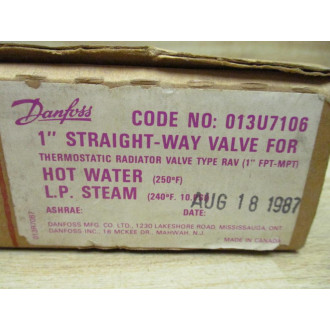 Danfoss
CODE NO: 013U7106
1" STRAIGHT-WAY VALVE FOR
THERMOSTATIC RADIATOR VALVE TYPE RAV (1" FPT-MPT)
HOT WATER (250°F)
L.P. STEAM (240°F. 10
ASHRAE: DATE: AUG 18 1987
DANFOSS MFG. CO. LTD., 1230 LAKESHORE ROAD, MISSISSAUGA, ONT.
DANFOSS INC., 16 MCKEE DR., MAHWAH, N.J.
MADE IN CANADA